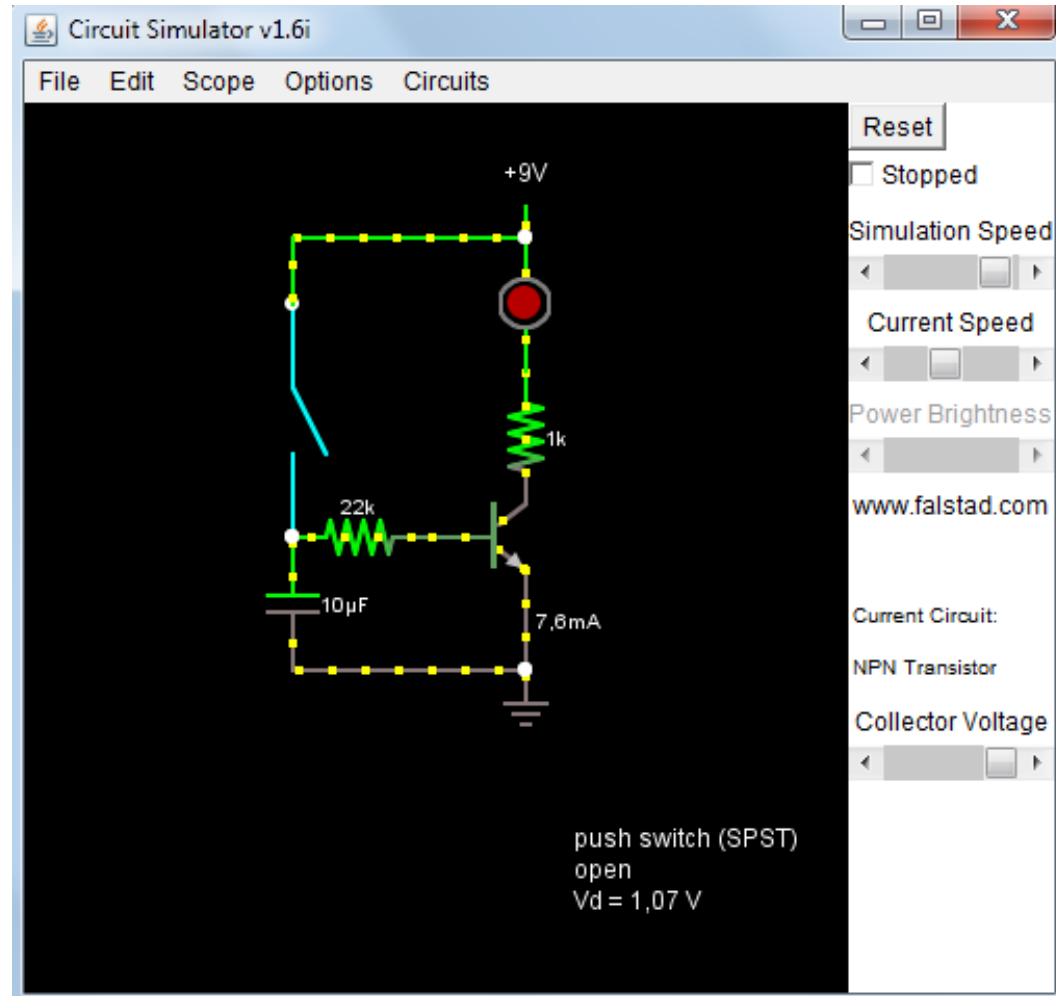 Circuit Simulator v1.6i
File Edit Scope Options Circuits
Reset
Stopped
Simulation Speed
Current Speed
Power Brightness
www.falstad.com
Current Circuit:
NPN Transistor
Collector Voltage
+9V
1k
22k
10µF
7,6mA
push switch (SPST)
open
Vd = 1,07 V